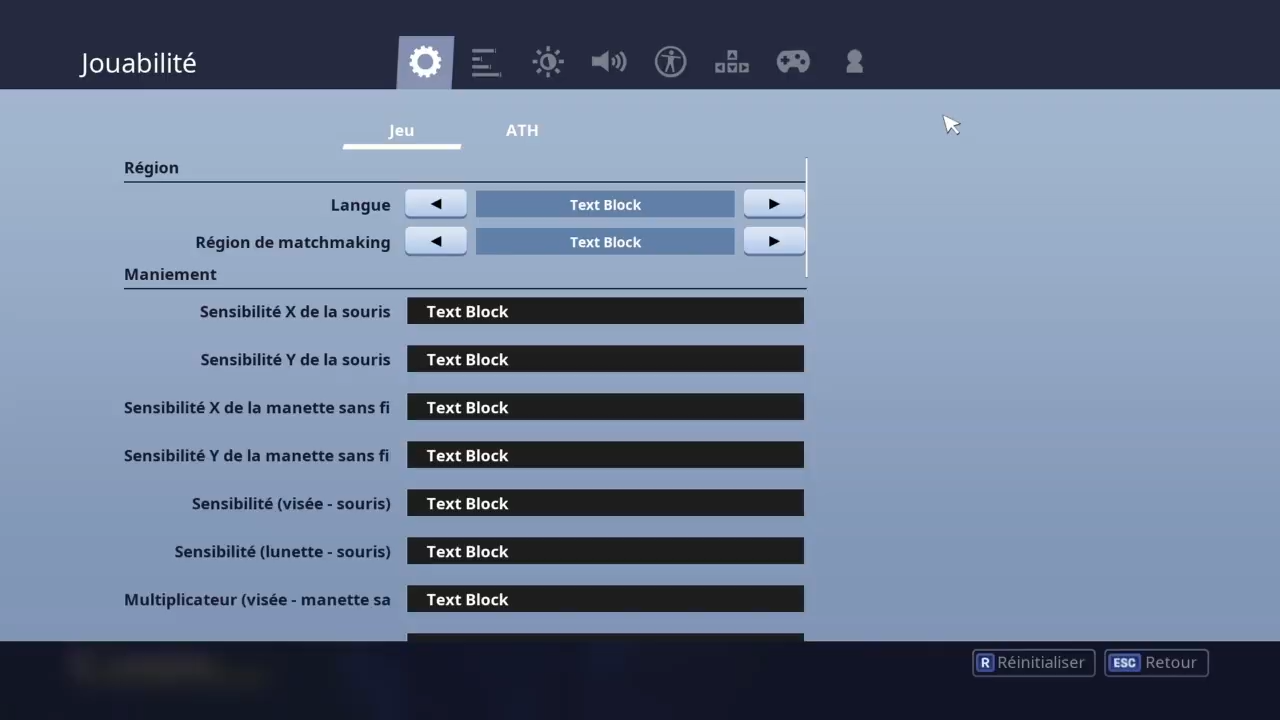 Jouabilité
Jeu
ATH
Région
Langue
Text Block
Région de matchmaking
Text Block
Maniement
Sensibilité X de la souris
Text Block
Sensibilité Y de la souris
Text Block
Sensibilité X de la manette sans fi
Text Block
Sensibilité Y de la manette sans fi
Text Block
Sensibilité (visée - souris)
Text Block
Sensibilité (lunette - souris)
Text Block
Multiplicateur (visée - manette sa
Text Block
R Réinitialiser
ESC Retour